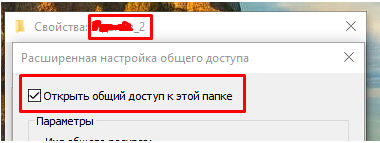 Свойства: _2
Расширенная настройка общего доступа
Открыть общий доступ к этой папке
Параметры